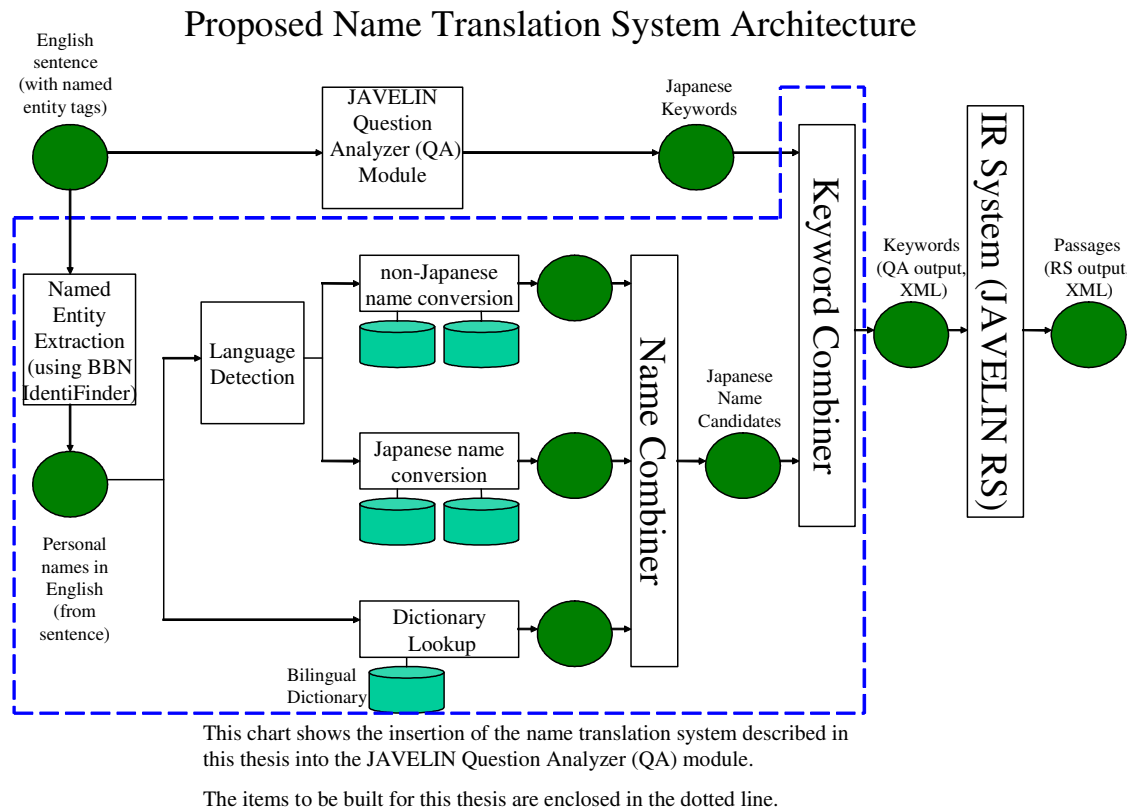 Proposed Name Translation System Architecture
English
sentence
(with named
entity tags)
JAVELIN
Question
Analyzer (QA)
Module
Japanese
Keywords
Keyword Combiner
IR System (JAVELIN RS)
Keywords
(QA output,
XML)
Passages
(RS output
XML)
Named
Entity
Extraction
(using BBN
IdentiFinder)
Language
Detection
non-Japanese
name conversion
Japanese name
conversion
Name Combiner
Japanese
Name
Candidates
Personal
names in
English
(from
sentence)
Dictionary
Lookup
Bilingual
Dictionary
This chart shows the insertion of the name translation system described in
this thesis into the JAVELIN Question Analyzer (QA) module.
The items to be built for this thesis are enclosed in the dotted line.